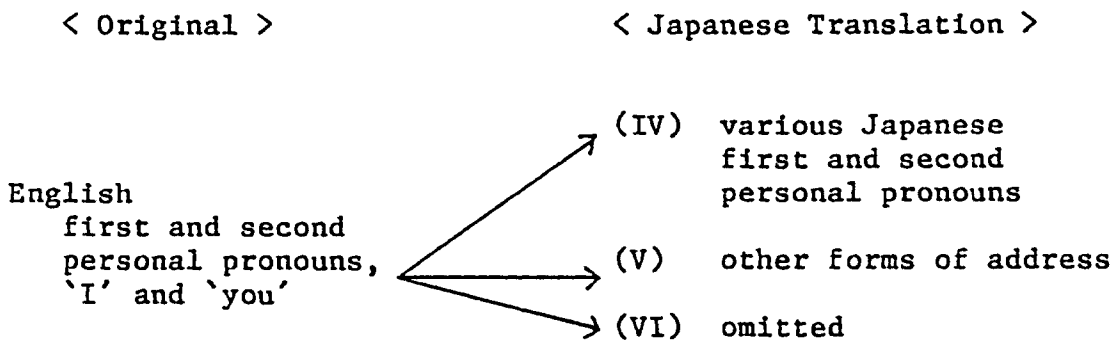 < Original >
< Japanese Translation >
English
first and second
personal pronouns,
`I´ and `you´
(IV) various Japanese
first and second
personal pronouns
(V) other forms of address
(VI) omitted